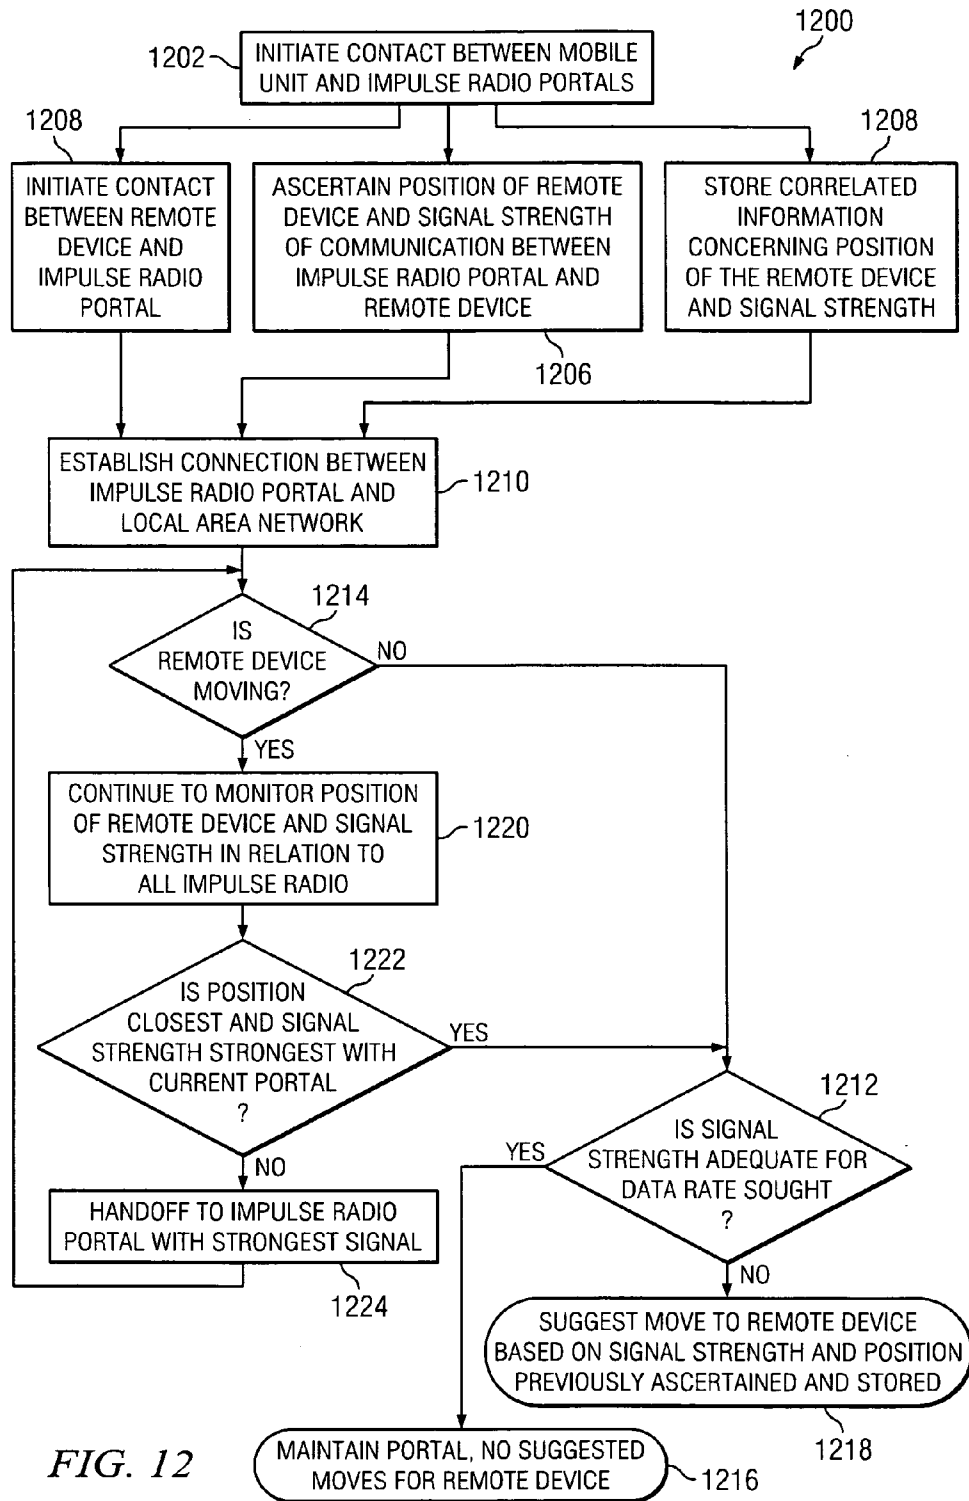 1200
1202
INITIATE CONTACT BETWEEN MOBILE
UNIT AND IMPULSE RADIO PORTALS
1208
INITIATE CONTACT
BETWEEN REMOTE
DEVICE AND
IMPULSE RADIO
PORTAL
ASCERTAIN POSITION OF REMOTE
DEVICE AND SIGNAL STRENGTH
OF COMMUNICATION BETWEEN
IMPULSE RADIO PORTAL AND
REMOTE DEVICE
1206
1208
STORE CORRELATED
INFORMATION
CONCERNING POSITION
OF THE REMOTE DEVICE
AND SIGNAL STRENGTH
ESTABLISH CONNECTION BETWEEN
IMPULSE RADIO PORTAL AND
LOCAL AREA NETWORK
1210
1214
IS
REMOTE DEVICE
MOVING?
NO
YES
CONTINUE TO MONITOR POSITION
OF REMOTE DEVICE AND SIGNAL
STRENGTH IN RELATION TO
ALL IMPULSE RADIO
1220
1222
IS POSITION
CLOSEST AND SIGNAL
STRENGTH STRONGEST WITH
CURRENT PORTAL
?
YES
NO
HANDOFF TO IMPULSE RADIO
PORTAL WITH STRONGEST SIGNAL
1224
1212
IS SIGNAL
STRENGTH ADEQUATE FOR
DATA RATE SOUGHT
?
YES
NO
SUGGEST MOVE TO REMOTE DEVICE
BASED ON SIGNAL STRENGTH AND POSITION
PREVIOUSLY ASCERTAINED AND STORED
1218
MAINTAIN PORTAL, NO SUGGESTED
MOVES FOR REMOTE DEVICE
1216
FIG. 12